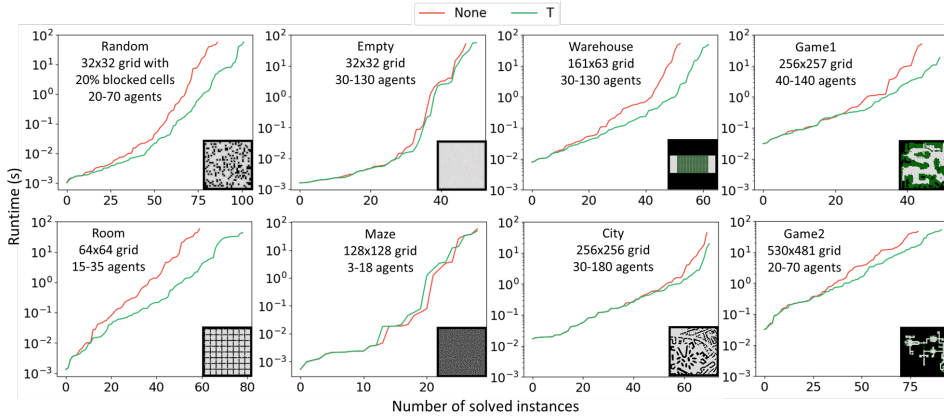 None T
Runtime (s)
10² 10¹ 10⁰ 10⁻¹ 10⁻² 10⁻³
Random
32x32 grid with
20% blocked cells
20-70 agents
0 25 50 75 100
10² 10¹ 10⁰ 10⁻¹ 10⁻² 10⁻³
Empty
32x32 grid
30-130 agents
0 20 40
10² 10¹ 10⁰ 10⁻¹ 10⁻² 10⁻³
Warehouse
161x63 grid
30-130 agents
0 20 40 60
10² 10¹ 10⁰ 10⁻¹ 10⁻² 10⁻³
Game1
256x257 grid
40-140 agents
0 20 40
10² 10¹ 10⁰ 10⁻¹ 10⁻² 10⁻³
Room
64x64 grid
15-35 agents
0 20 40 60 80
10² 10¹ 10⁰ 10⁻¹ 10⁻² 10⁻³
Maze
128x128 grid
3-18 agents
0 10 20
10² 10¹ 10⁰ 10⁻¹ 10⁻² 10⁻³
City
256x256 grid
30-180 agents
0 20 40 60
10² 10¹ 10⁰ 10⁻¹ 10⁻² 10⁻³
Game2
530x481 grid
20-70 agents
0 25 50 75
Number of solved instances